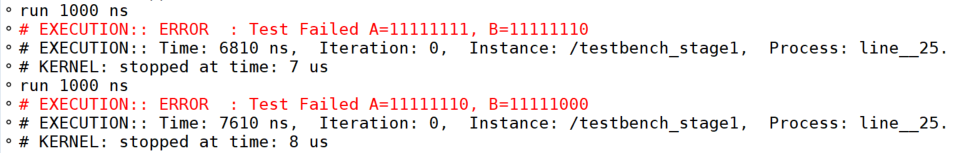 run 1000 ns
# EXECUTION:: ERROR  : Test Failed A=11111111, B=11111110
# EXECUTION:: Time: 6810 ns,  Iteration: 0,  Instance: /testbench_stage1,  Process: line__25.
# KERNEL: stopped at time: 7 us
run 1000 ns
# EXECUTION:: ERROR  : Test Failed A=11111110, B=11111000
# EXECUTION:: Time: 7610 ns,  Iteration: 0,  Instance: /testbench_stage1,  Process: line__25.
# KERNEL: stopped at time: 8 us